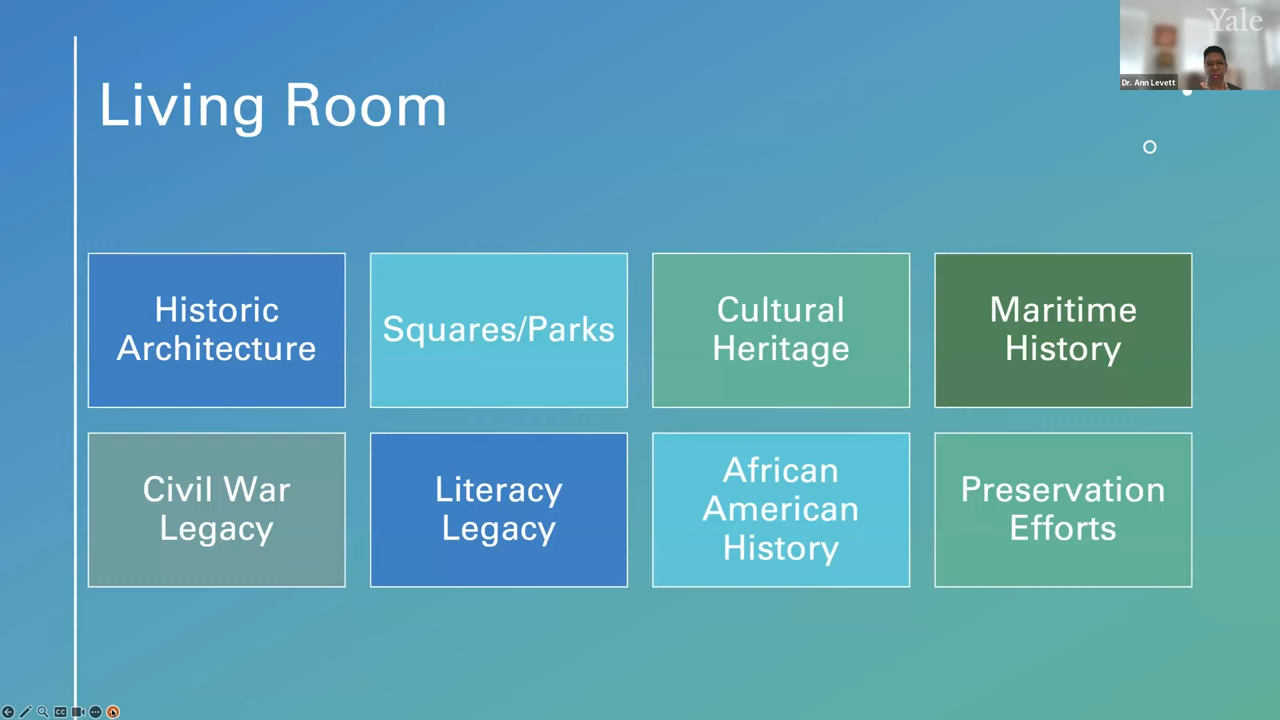 Yale
Dr. Ann Levett
Living Room
Historic
Architecture
Squares/Parks
Cultural
Heritage
Maritime
History
Civil War
Legacy
Literacy
Legacy
African
American
History
Preservation
Efforts
CC